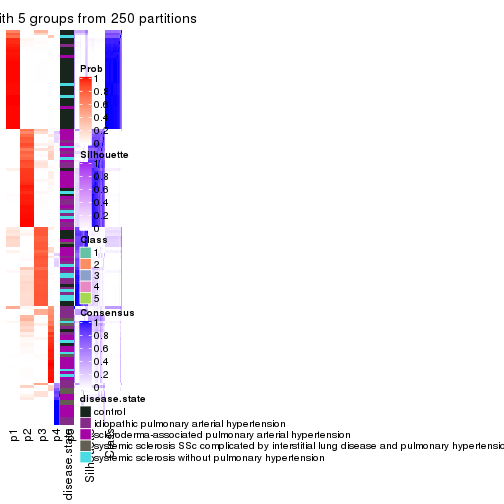 ith 5 groups from 250 partitions
Prob
1
0.8
0.6
0.4
0.2
0
Silhouette
1
0.8
0.6
0.4
0.2
0
Class
1
2
3
4
5
Consensus
1
0.8
0.6
0.4
0.2
0
disease.state
control
idiopathic pulmonary arterial hypertension
scleroderma-associated pulmonary arterial hypertension
systemic sclerosis SSc complicated by interstitial lung disease and pulmonary hypertensio
systemic sclerosis without pulmonary hypertension
p1
p2
p3
p4
disease.state
Silh
Class